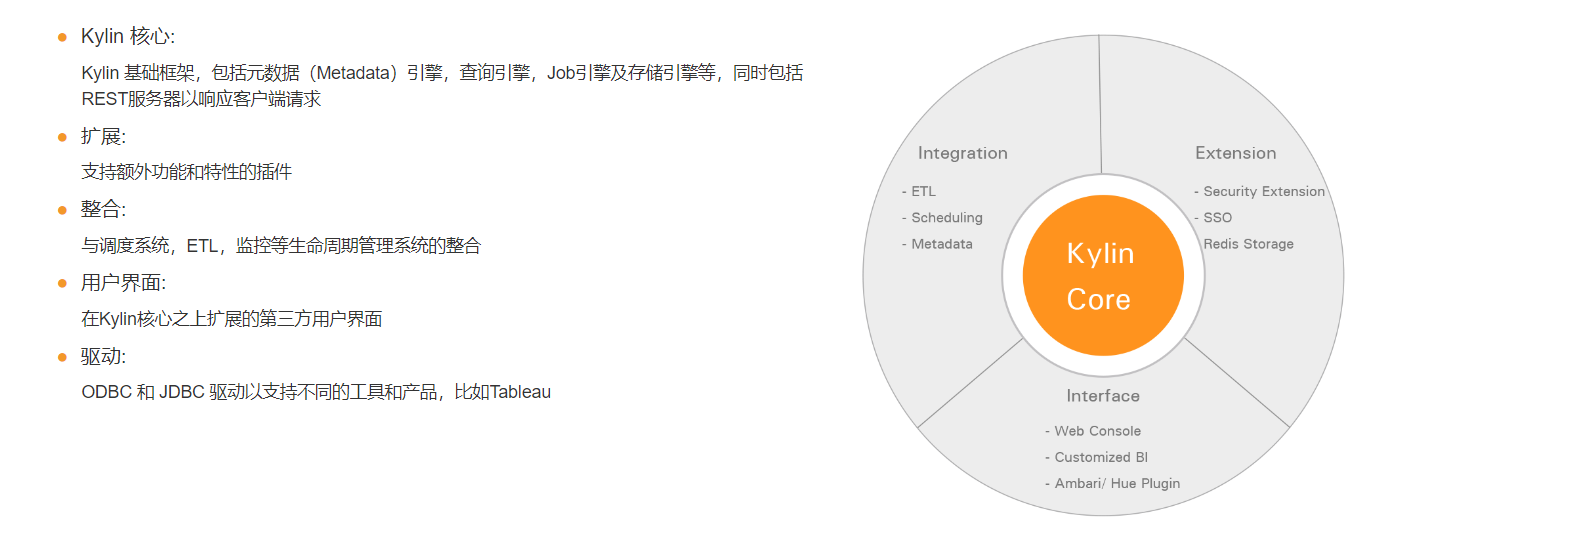 Kylin 核心:
Kylin 基础框架，包括元数据（Metadata）引擎，查询引擎，Job引擎及存储引擎等，同时包括
REST服务器以响应客户端请求
扩展:
支持额外功能和特性的插件
整合:
与调度系统，ETL，监控等生命周期管理系统的整合
用户界面:
在Kylin核心之上扩展的第三方用户界面
驱动:
ODBC 和 JDBC 驱动以支持不同的工具和产品，比如Tableau
Integration
- ETL
- Scheduling
- Metadata
Extension
- Security Extension
- SSO
Redis Storage
Kylin
Core
Interface
- Web Console
- Customized BI
- Ambari/ Hue Plugin